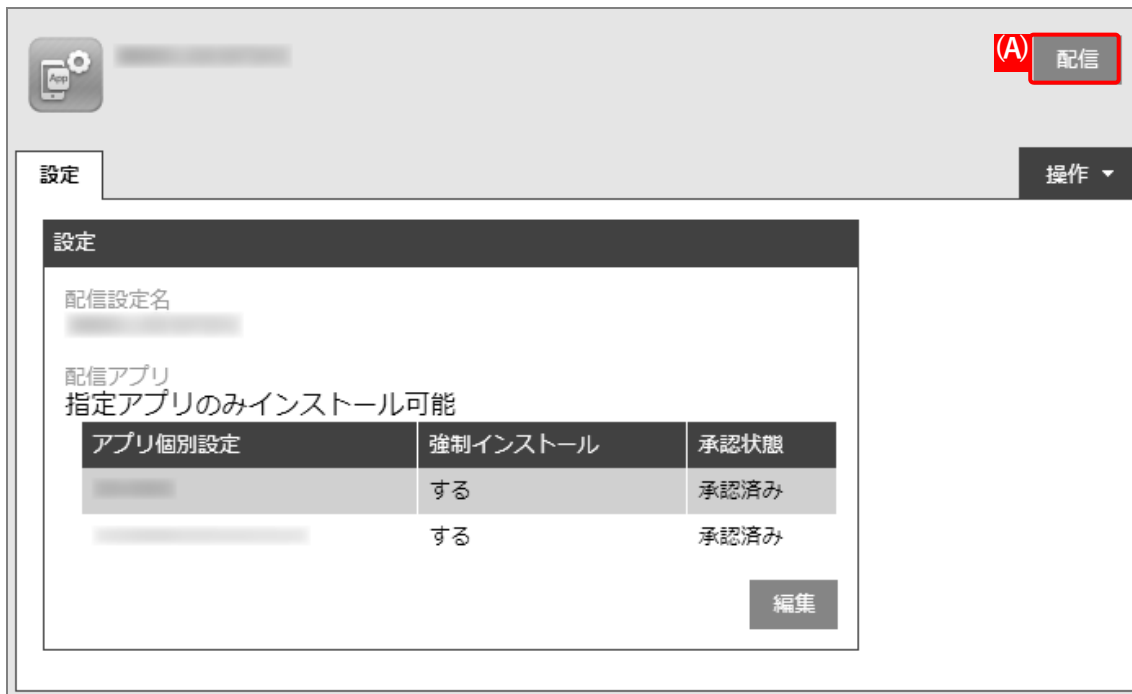 App
(A)
配信
設定
操作
設定
配信設定名
配信アプリ
指定アプリのみインストール可能
アプリ個別設定 強制インストール 承認状態
する 承認済み
する 承認済み
編集